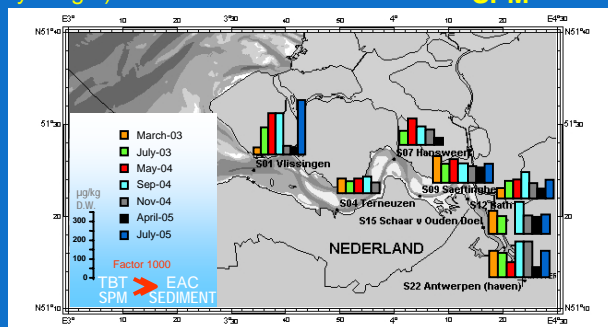 SPM
N51°40
E3°
10
20
30
40
50
4°
10
20
E4°30
N51°40
51°30
51°30
20
20
N51°10
N51°10
E3°
10
20
30
40
50
4°
10
20
E4°30
March-03
July-03
May-04
Sep-04
Nov-04
April-05
July-05
µg/kg
D.W.
300
200
100
0
Factor 1000
TBT > EAC
SPM SEDIMENT
S01 Vlissingen
S07 Hansweert
S04 Terneuzen
S09 Saeftinghe
S12 Bath
S15 Schaar v Ouden Doel
NEDERLAND
S22 Antwerpen (haven)